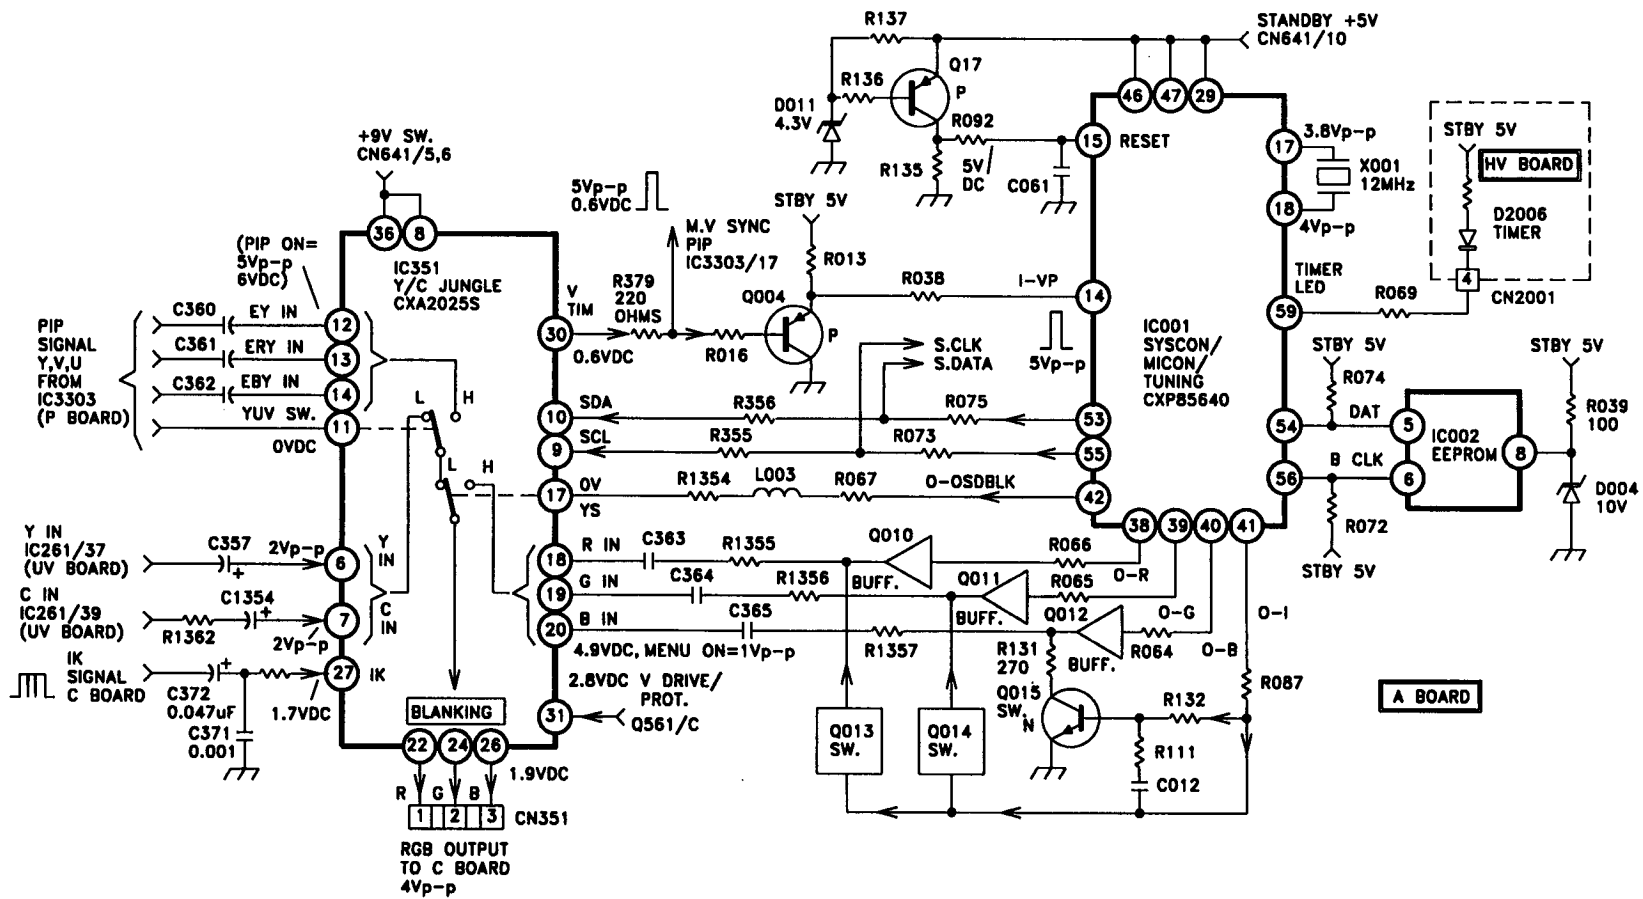 R137
STANDBY +5V
CN641/10
Q17
R136
P
D011
4.3V
R092
R135
5V
DC
C061
46
47
29
15
RESET
17
3.8Vp-p
X001
12MHz
18
4Vp-p
STBY 5V
HV BOARD
D2006
TIMER
4
CN2001
+9V SW.
CN641/5,6
36
8
(PIP ON=
5Vp-p
6VDC)
IC351
Y/C JUNGLE
CXA2025S
5Vp-p
0.6VDC
M.V SYNC
PIP
IC3303/17
STBY 5V
R013
V
TIM
R379
220
OHMS
Q004
R038
I-VP
14
TIMER
LED
59
R069
PIP
SIGNAL
Y,V,U
FROM
IC3303
(P BOARD)
C360
EY IN
12
C361
ERY IN
13
C362
EBY IN
14
YUV SW.
11
0VDC
30
0.6VDC
R016
P
S.CLK
S.DATA
5Vp-p
IC001
SYSCON/
MICON/
TUNING
CXP85640
STBY 5V
R074
STBY 5V
R039
100
L
H
L
H
SDA
10
R356
R075
53
54
DAT
5
IC002
EEPROM
8
SCL
9
R355
R073
55
56
B CLK
6
D004
10V
17
0V
YS
R1354
L003
R067
O-OSDBLK
42
R072
STBY 5V
38
39
40
41
Y IN
IC261/37
(UV BOARD)
C357
+
2Vp-p
6
Y
IN
R IN
18
C363
R1355
Q010
BUFF.
R066
O-R
G IN
19
C364
R1356
Q011
BUFF.
R065
O-G
O-I
C IN
IC261/39
(UV BOARD)
R1362
C1354
+
2Vp-p
7
C
IN
B IN
20
C365
R1357
Q012
BUFF.
R064
O-B
4.9VDC, MENU ON=1Vp-p
R131
270
IK
SIGNAL
C BOARD
C372
0.047uF
+
1.7VDC
27
IK
C371
0.001
BLANKING
2.8VDC V DRIVE/
PROT.
31
Q561/C
Q015
SW.
N
R132
R087
A BOARD
Q013
SW.
Q014
SW.
R111
C012
22
24
26
1.9VDC
R
G
B
1
2
3
CN351
RGB OUTPUT
TO C BOARD
4Vp-p